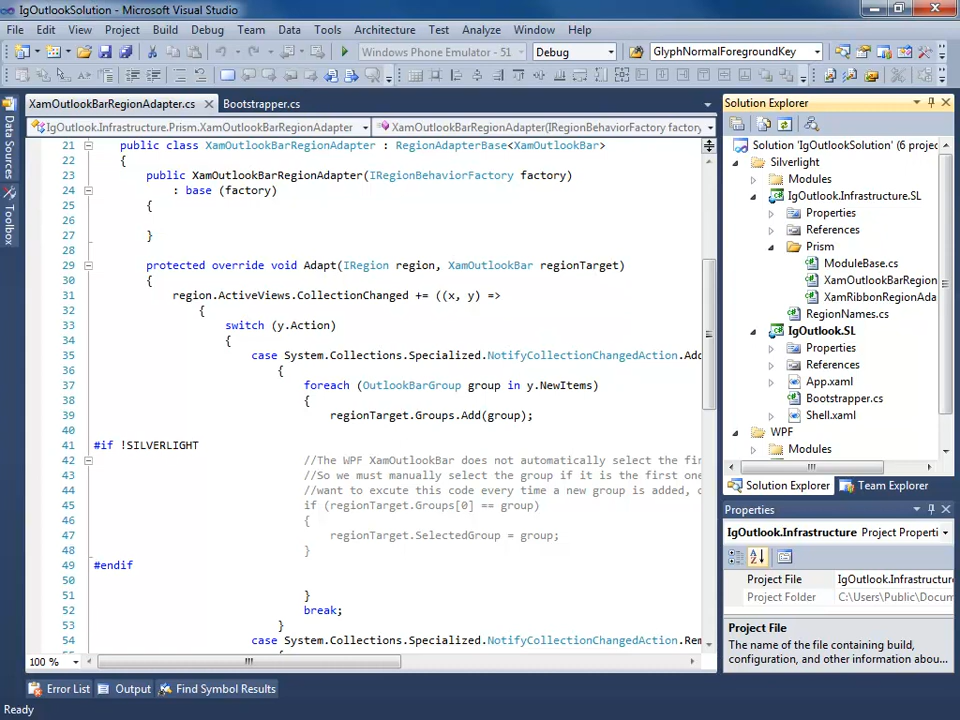 IgOutlookSolution - Microsoft Visual Studio
File Edit View Project Build Debug Team Data Tools Architecture Test Analyze Window Help
Windows Phone Emulator - 51 Debug GlyphNormalForegroundKey
XamOutlookBarRegionAdapter.cs Bootstrapper.cs
IgOutlook.Infrastructure.Prism.XamOutlookBarRegionAdapter XamOutlookBarRegionAdapter(IRegionBehaviorFactory factory)
Data Sources
Toolbox
21 public class XamOutlookBarRegionAdapter : RegionAdapterBase<XamOutlookBar>
22 {
23 public XamOutlookBarRegionAdapter(IRegionBehaviorFactory factory)
24 : base (factory)
25 {
26
27 }
28
29 protected override void Adapt(IRegion region, XamOutlookBar regionTarget)
30 {
31 region.ActiveViews.CollectionChanged += ((x, y) =>
32 {
33 switch (y.Action)
34 {
35 case System.Collections.Specialized.NotifyCollectionChangedAction.Add
36 {
37 foreach (OutlookBarGroup group in y.NewItems)
38 {
39 regionTarget.Groups.Add(group);
40
41 #if !SILVERLIGHT
42 //The WPF XamOutlookBar does not automatically select the fir
43 //So we must manually select the group if it is the first one
44 //want to excute this code every time a new group is added, o
45 if (regionTarget.Groups[0] == group)
46 {
47 regionTarget.SelectedGroup = group;
48 }
49 #endif
50
51 }
52 break;
53 }
54 case System.Collections.Specialized.NotifyCollectionChangedAction.Rem
100 %
Error List Output Find Symbol Results
Ready
Solution Explorer
Solution 'IgOutlookSolution' (6 projec
Silverlight
Modules
IgOutlook.Infrastructure.SL
Properties
References
Prism
ModuleBase.cs
XamOutlookBarRegion
XamRibbonRegionAda
RegionNames.cs
IgOutlook.SL
Properties
References
App.xaml
Bootstrapper.cs
Shell.xaml
WPF
Modules
Solution Explorer Team Explorer
Properties
IgOutlook.Infrastructure Project Properti
Project File IgOutlook.Infrastructure
Project Folder C:\Users\Public\Docum
Project File
The name of the file containing build,
configuration, and other information abou...